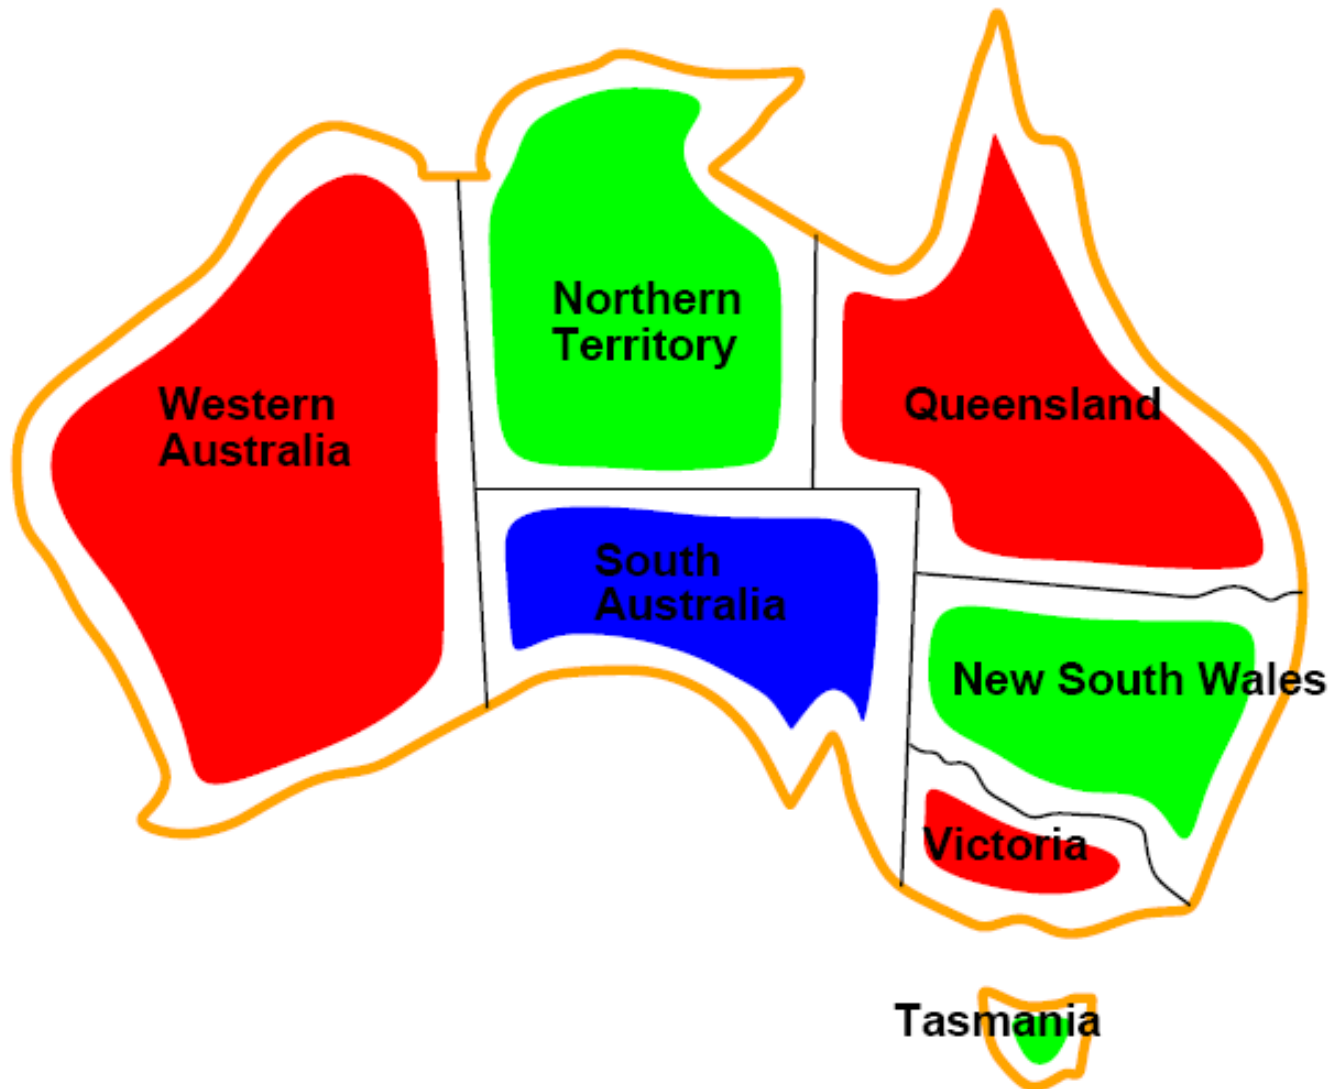 Northern
Territory
Western
Australia
Queensland
South
Australia
New South Wales
Victoria
Tasmania